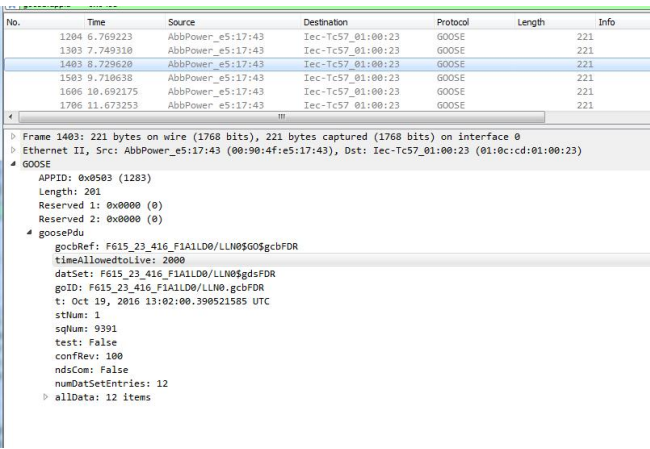 No. Time Source Destination Protocol Length Info
1204 6.769223 AbbPower_e5:17:43 Iec-Tc57_01:00:23 GOOSE 221
1303 7.749310 AbbPower_e5:17:43 Iec-Tc57_01:00:23 GOOSE 221
1403 8.729620 AbbPower_e5:17:43 Iec-Tc57_01:00:23 GOOSE 221
1503 9.710638 AbbPower_e5:17:43 Iec-Tc57_01:00:23 GOOSE 221
1606 10.692175 AbbPower_e5:17:43 Iec-Tc57_01:00:23 GOOSE 221
1706 11.673253 AbbPower_e5:17:43 Iec-Tc57_01:00:23 GOOSE 221
Frame 1403: 221 bytes on wire (1768 bits), 221 bytes captured (1768 bits) on interface 0
Ethernet II, Src: AbbPower_e5:17:43 (00:90:4f:e5:17:43), Dst: Iec-Tc57_01:00:23 (01:0c:cd:01:00:23)
GOOSE
APPID: 0x0503 (1283)
Length: 201
Reserved 1: 0x0000 (0)
Reserved 2: 0x0000 (0)
goosePdu
gocbRef: F615_23_416_F1A1LD0/LLN0$GO$gcbFDR
timeAllowedtoLive: 2000
datSet: F615_23_416_F1A1LD0/LLN0$gdsFDR
goID: F615_23_416_F1A1LD0/LLN0.gcbFDR
t: Oct 19, 2016 13:02:00.390521585 UTC
stNum: 1
sqNum: 9391
test: False
confRev: 100
ndsCom: False
numDatSetEntries: 12
allData: 12 items